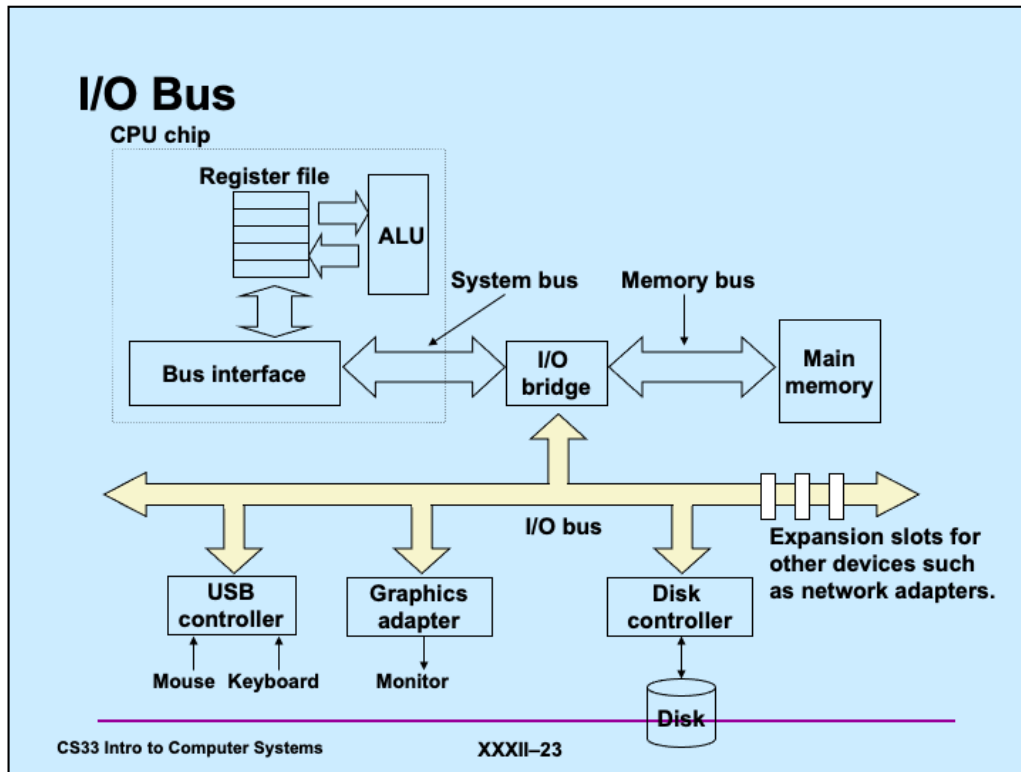 I/O Bus
CPU chip
Register file
ALU
System bus
Memory bus
Bus interface
I/O
bridge
Main
memory
I/O bus
Expansion slots for
other devices such
as network adapters.
USB
controller
Graphics
adapter
Disk
controller
Mouse
Keyboard
Monitor
Disk
CS33 Intro to Computer Systems
XXXII–23